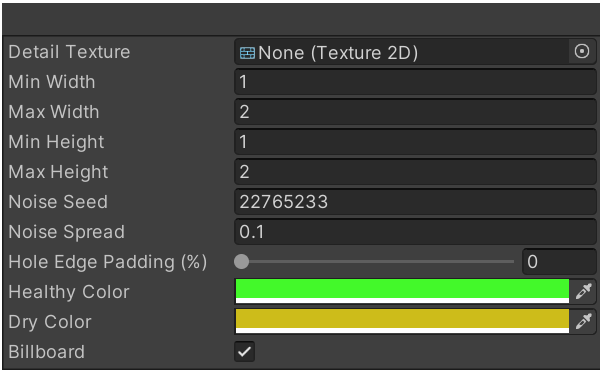 Detail Texture None (Texture 2D)
Min Width 1
Max Width 2
Min Height 1
Max Height 2
Noise Seed 22765233
Noise Spread 0.1
Hole Edge Padding (%) 0
Healthy Color
Dry Color
Billboard